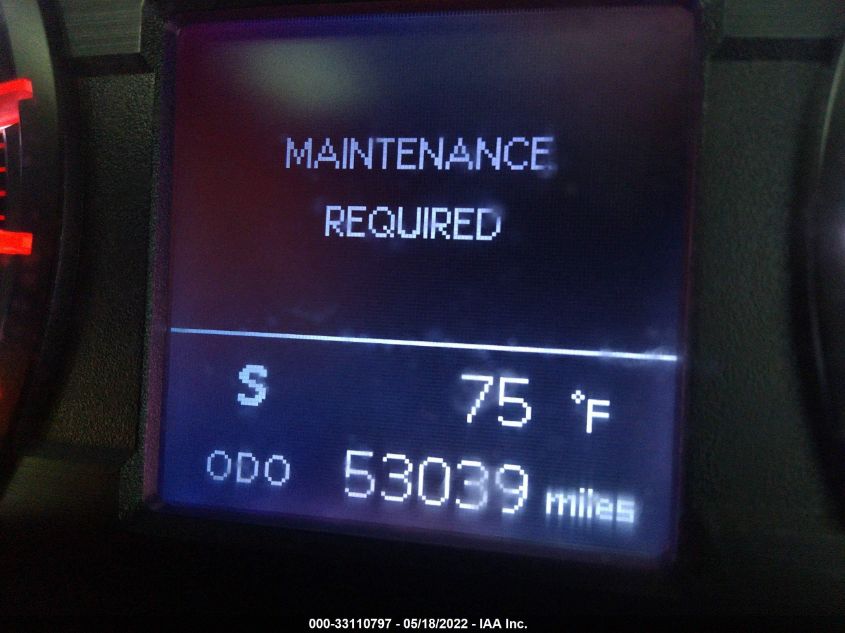 MAINTENANCE
REQUIRED
S 75 °F
ODO 53039 miles
000-33110797 - 05/18/2022 - IAA Inc.